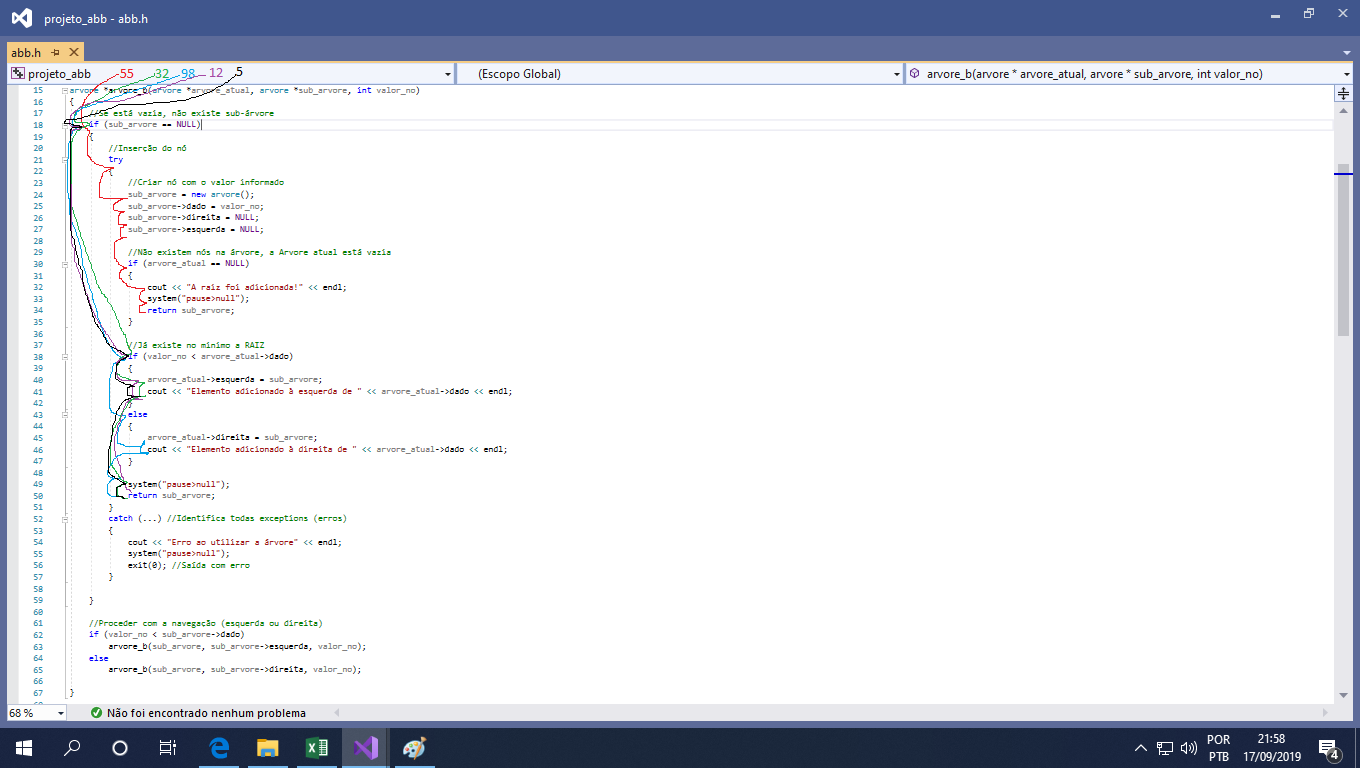 projeto_abb - abb.h
abb.h
projeto_abb
(Escopo Global)
arvore_b(arvore * arvore_atual, arvore * sub_arvore, int valor_no)
55 32 98 12 5
15 arvore *arvore_b(arvore *arvore_atual, arvore *sub_arvore, int valor_no)
16 {
17 //Se está vazia, não existe sub-árvore
18 if (sub_arvore == NULL)
19 {
20 //Inserção do nó
21 try
22 {
23 //Criar nó com o valor informado
24 sub_arvore = new arvore();
25 sub_arvore->dado = valor_no;
26 sub_arvore->direita = NULL;
27 sub_arvore->esquerda = NULL;
28
29 //Não existem nós na árvore, a Arvore atual está vazia
30 if (arvore_atual == NULL)
31 {
32 cout << "A raiz foi adicionada!" << endl;
33 system("pause>null");
34 return sub_arvore;
35 }
36
37 //Já existe no mínimo a RAIZ
38 if (valor_no < arvore_atual->dado)
39 {
40 arvore_atual->esquerda = sub_arvore;
41 cout << "Elemento adicionado à esquerda de " << arvore_atual->dado << endl;
42 }
43 else
44 {
45 arvore_atual->direita = sub_arvore;
46 cout << "Elemento adicionado à direita de " << arvore_atual->dado << endl;
47 }
48
49 system("pause>null");
50 return sub_arvore;
51 }
52 catch (...) //Identifica todas exceptions (erros)
53 {
54 cout << "Erro ao utilizar a árvore" << endl;
55 system("pause>null");
56 exit(0); //Saída com erro
57 }
58
59 }
60
61 //Proceder com a navegação (esquerda ou direita)
62 if (valor_no < sub_arvore->dado)
63 arvore_b(sub_arvore, sub_arvore->esquerda, valor_no);
64 else
65 arvore_b(sub_arvore, sub_arvore->direita, valor_no);
66
67 }
68 %
Não foi encontrado nenhum problema
POR
PTB
21:58
17/09/2019
4